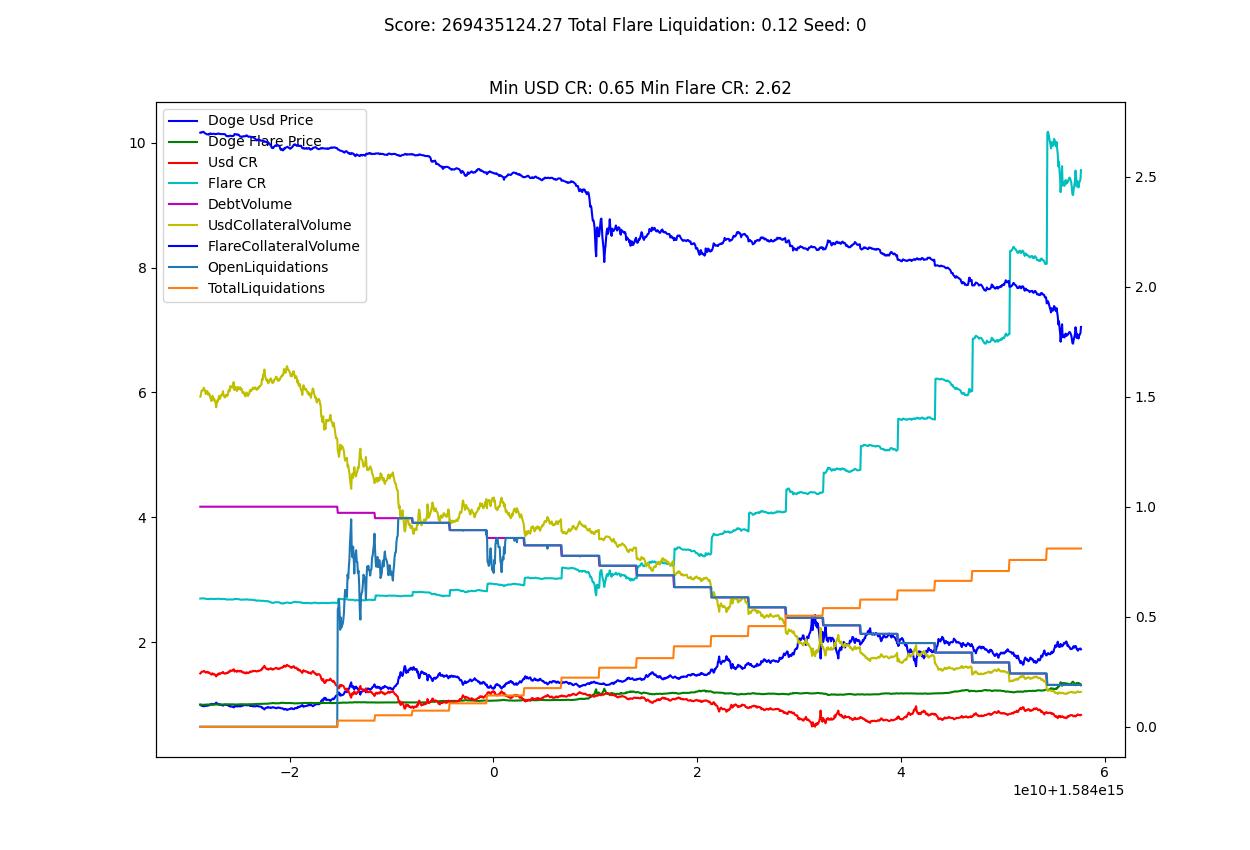 Score: 269435124.27 Total Flare Liquidation: 0.12 Seed: 0
Min USD CR: 0.65 Min Flare CR: 2.62
Doge Usd Price
Doge Flare Price
Usd CR
Flare CR
DebtVolume
UsdCollateralVolume
FlareCollateralVolume
OpenLiquidations
TotalLiquidations
10
8
6
4
2
2.5
2.0
1.5
1.0
0.5
0.0
−2 0 2 4 6
1e10+1.584e15